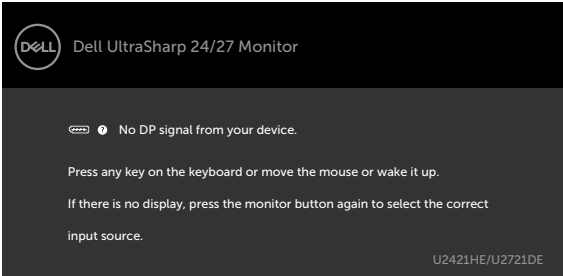 DELL Dell UltraSharp 24/27 Monitor
? No DP signal from your device.
Press any key on the keyboard or move the mouse or wake it up.
If there is no display, press the monitor button again to select the correct
input source.
U2421HE/U2721DE